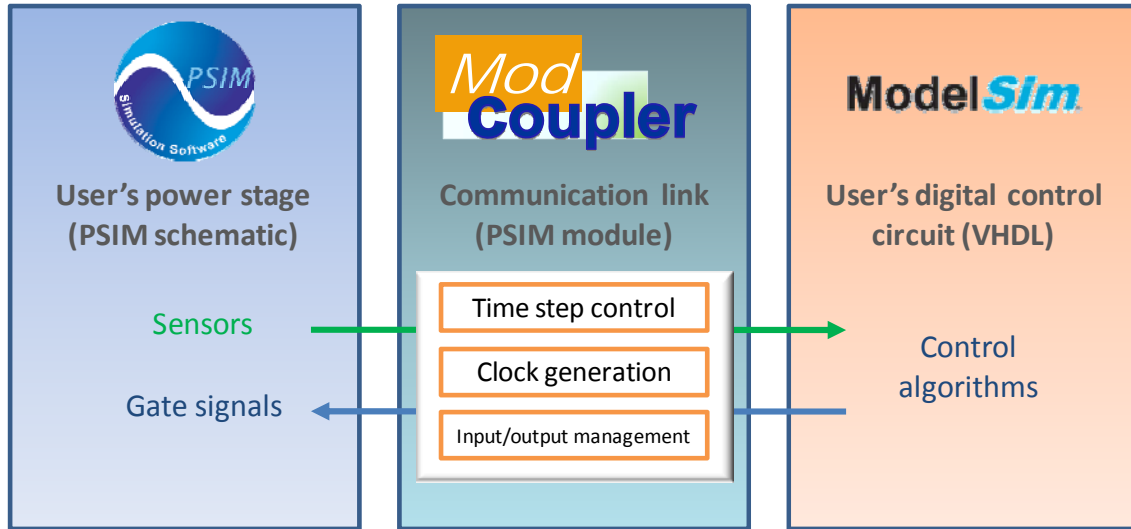 PSIM
Simulation Software
User's power stage
(PSIM schematic)
Sensors
Gate signals
Mod
Coupler
Communication link
(PSIM module)
Time step control
Clock generation
Input/output management
ModelSim
User's digital control
circuit (VHDL)
Control
algorithms